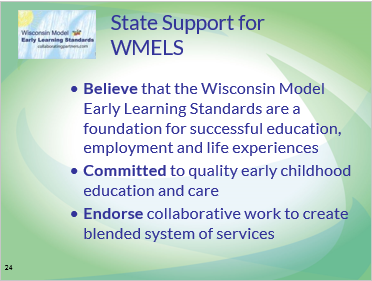 Wisconsin Model
Early Learning Standards
collaboratingpartners.com
State Support for
WMELS
• Believe that the Wisconsin Model
Early Learning Standards are a
foundation for successful education,
employment and life experiences
• Committed to quality early childhood
education and care
• Endorse collaborative work to create
blended system of services
24